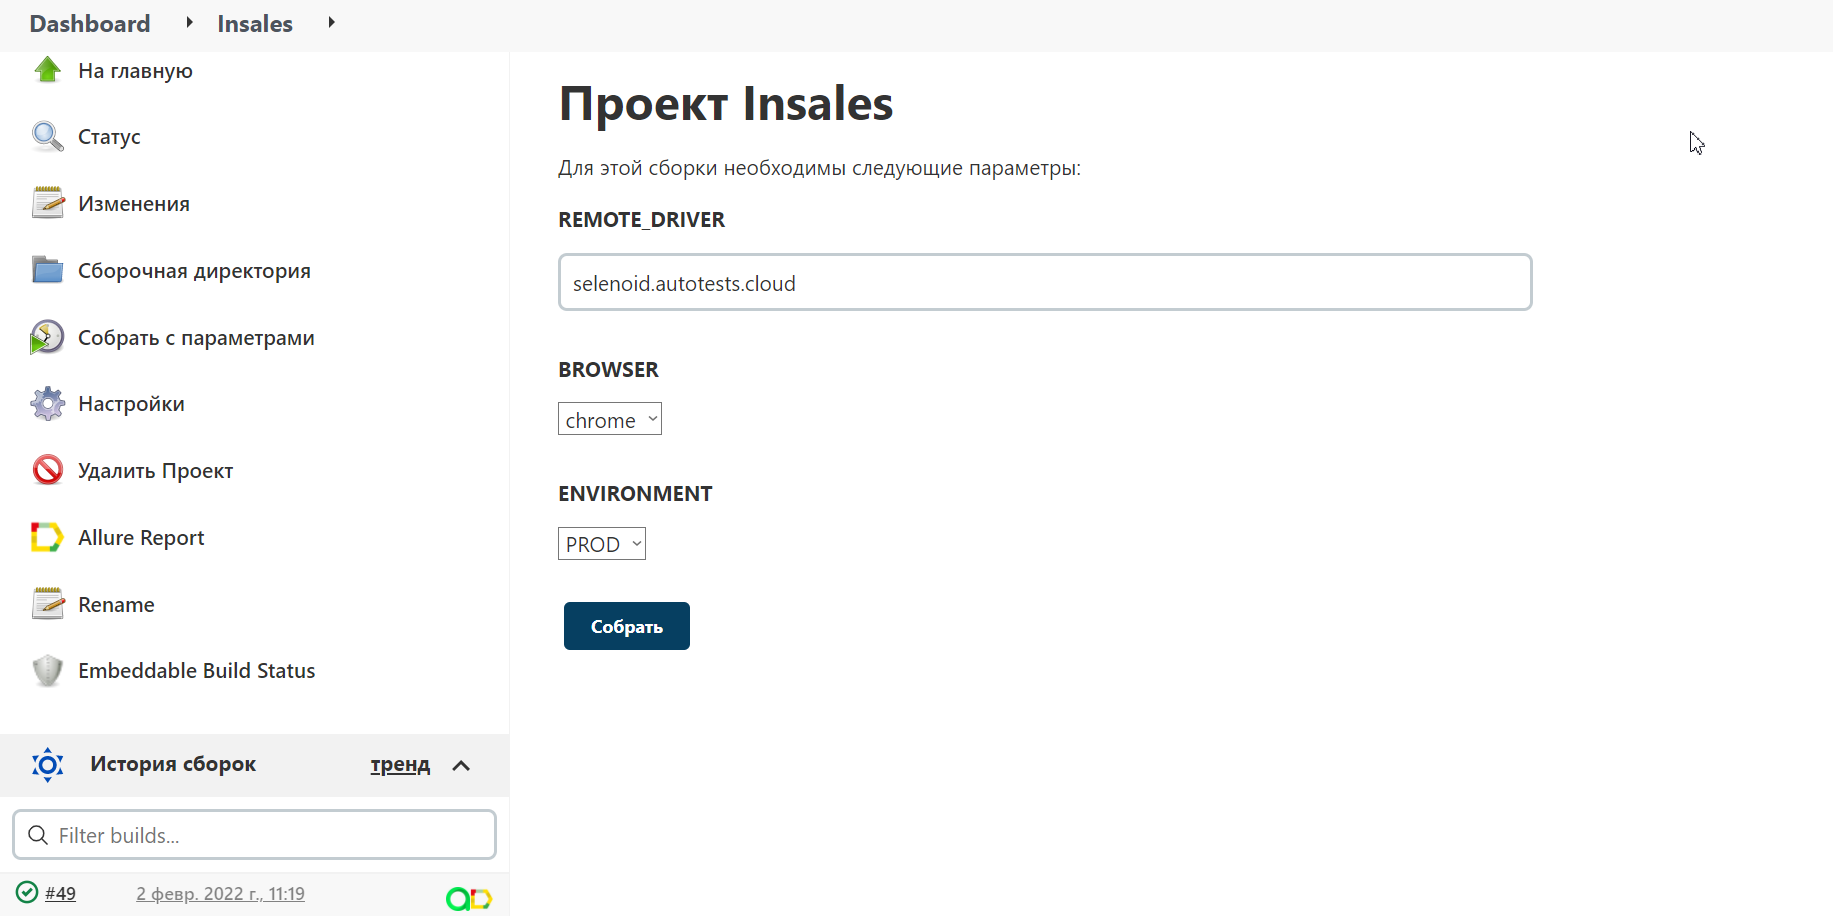 Dashboard Insales
На главную
Статус
Изменения
Сборочная директория
Собрать с параметрами
Настройки
Удалить Проект
Allure Report
Rename
Embeddable Build Status
История сборок тренд
Filter builds...
#49 2 февр. 2022 г., 11:19
Проект Insales
Для этой сборки необходимы следующие параметры:
REMOTE_DRIVER
selenoid.autotests.cloud
BROWSER
chrome
ENVIRONMENT
PROD
Собрать